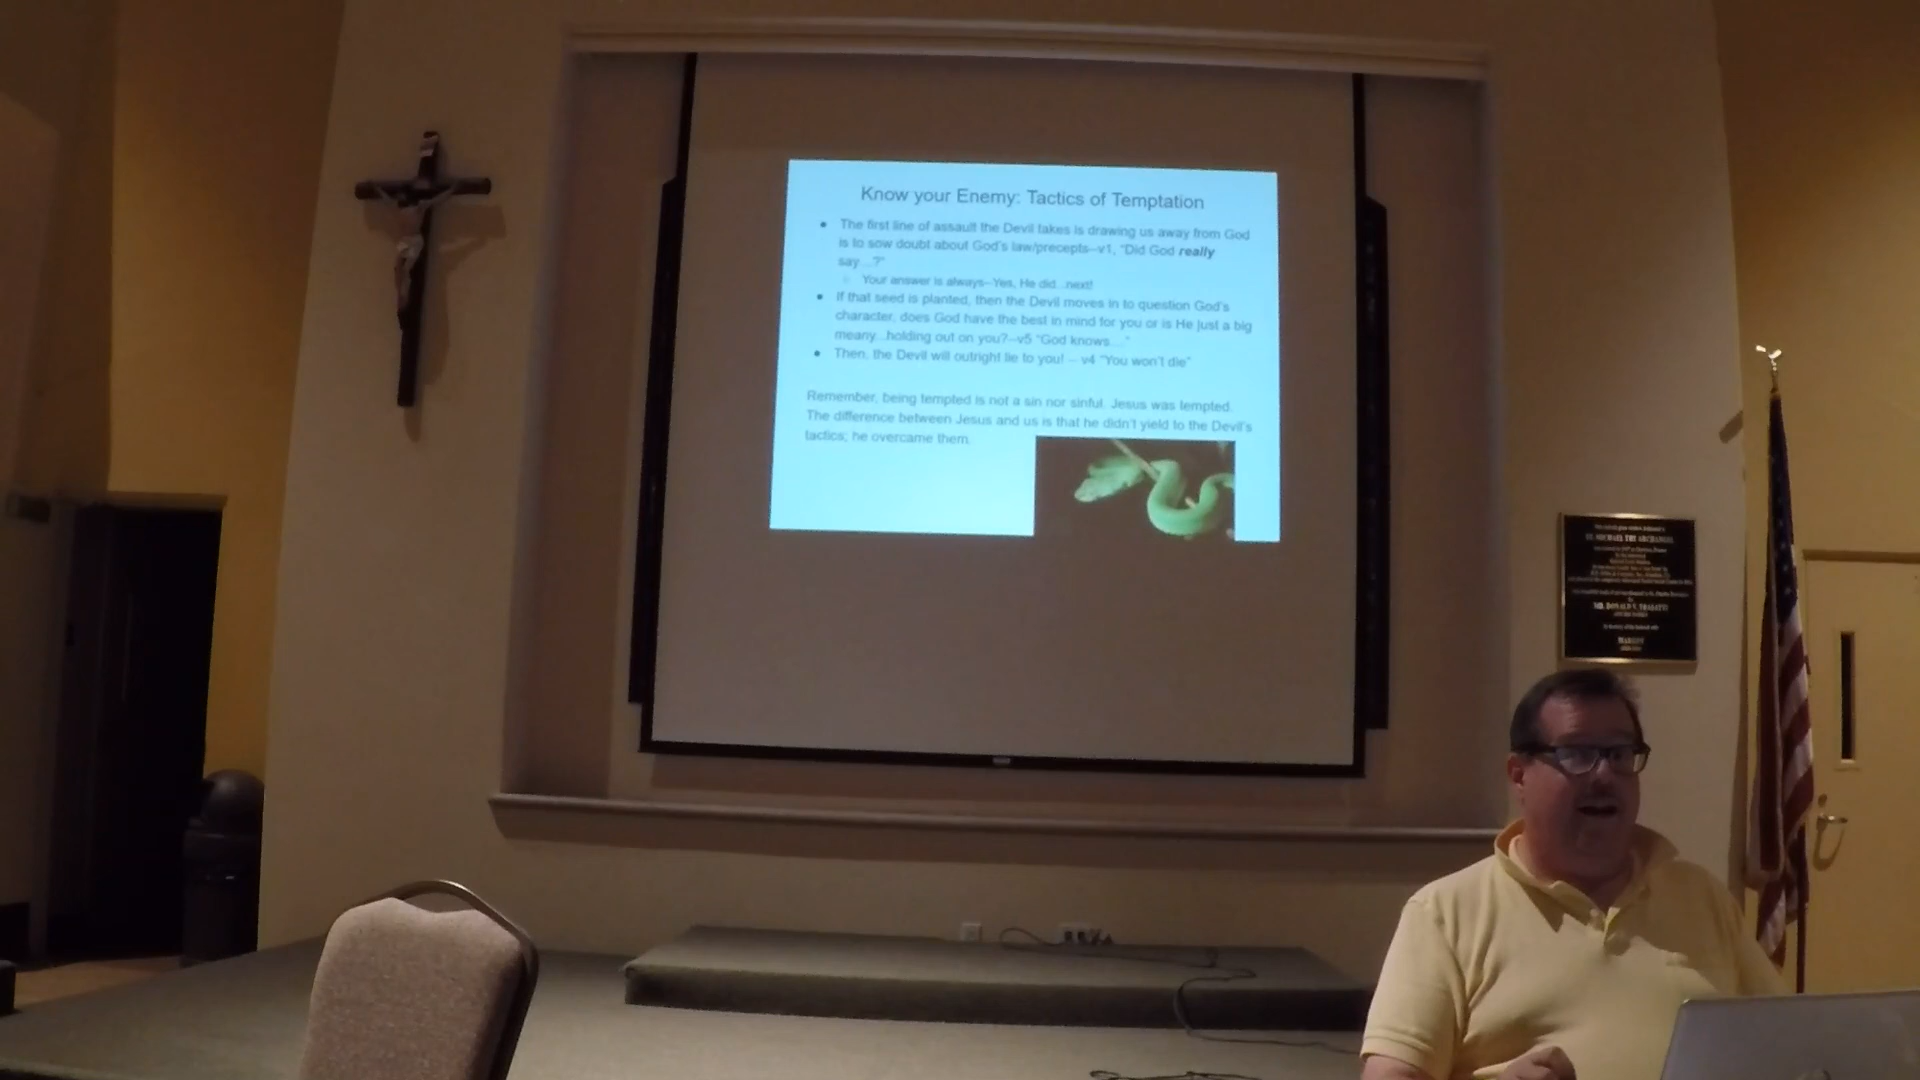 Know your Enemy: Tactics of Temptation
The first line of assault the Devil takes is drawing us away from God
is to sow doubt about God's law/precepts--v1, "Did God really
say...?"
Your answer is always--Yes, He did...next!
If that seed is planted, then the Devil moves in to question God's
character, does God have the best in mind for you or is He just a big
meany...holding out on you?--v5 "God knows...."
Then, the Devil will outright lie to you! -- v4 "You won't die"
Remember, being tempted is not a sin nor sinful. Jesus was tempted.
The difference between Jesus and us is that he didn't yield to the Devil's
tactics; he overcame them.
ST. MICHAEL THE ARCHANGEL
MR. DONALD